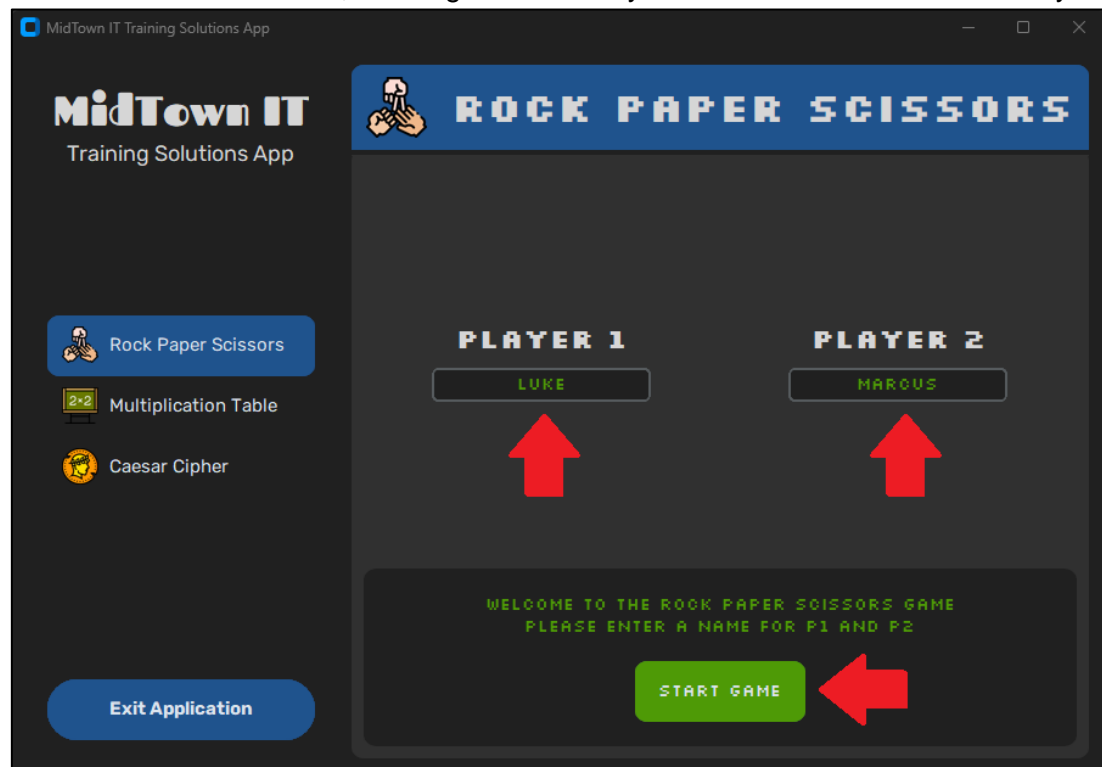 MidTown IT Training Solutions App
MidTown IT
Training Solutions App
ROCK PAPER SCISSORS
Rock Paper Scissors
2×2
Multiplication Table
Caesar Cipher
Exit Application
PLAYER 1
PLAYER 2
LUKE
MARCUS
WELCOME TO THE ROCK PAPER SCISSORS GAME
PLEASE ENTER A NAME FOR P1 AND P2
START GAME